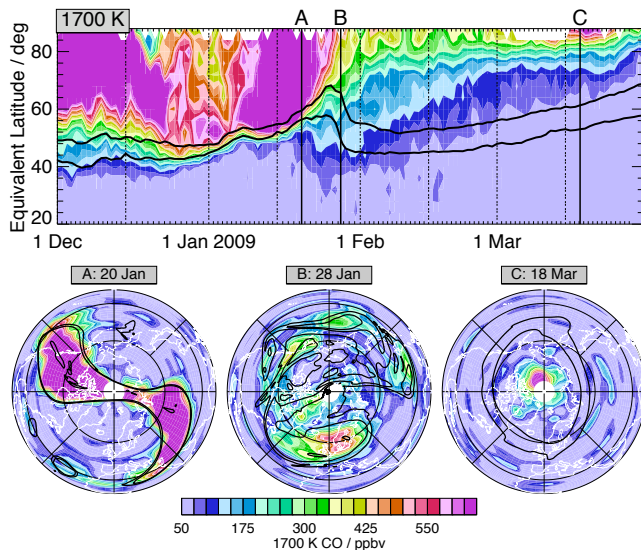 1700 K
A B C
Equivalent Latitude / deg
80
60
40
20
1 Dec 1 Jan 2009 1 Feb 1 Mar
A: 20 Jan B: 28 Jan C: 18 Mar
50 175 300 425 550
1700 K CO / ppbv